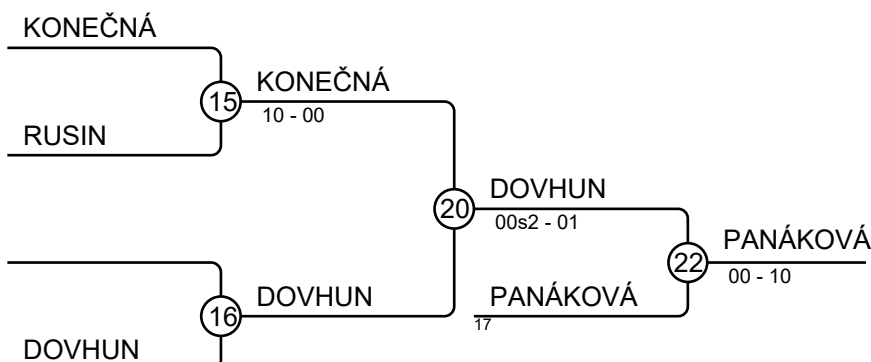 KONEČNÁ
15
KONEČNÁ
10 - 00
RUSIN
20
DOVHUN
00s2 - 01
22
PANÁKOVÁ
00 - 10
16
DOVHUN
PANÁKOVÁ
17
DOVHUN